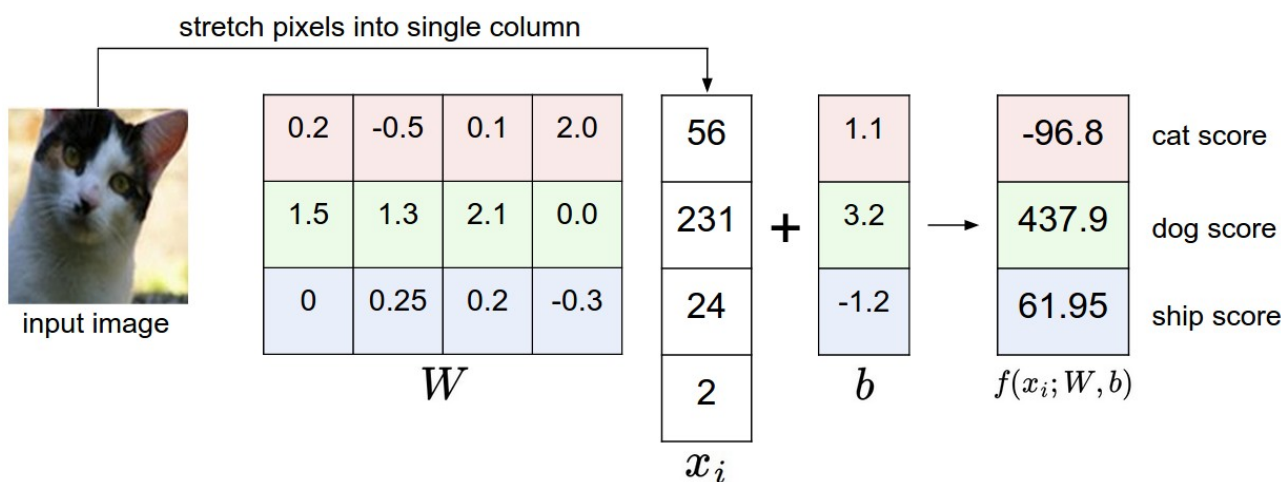 stretch pixels into single column
0.2 -0.5 0.1 2.0 56 1.1 -96.8 cat score
1.5 1.3 2.1 0.0 231 + 3.2 → 437.9 dog score
0 0.25 0.2 -0.3 24 -1.2 61.95 ship score
input image
W 2 b f(x_i; W, b)
x_i